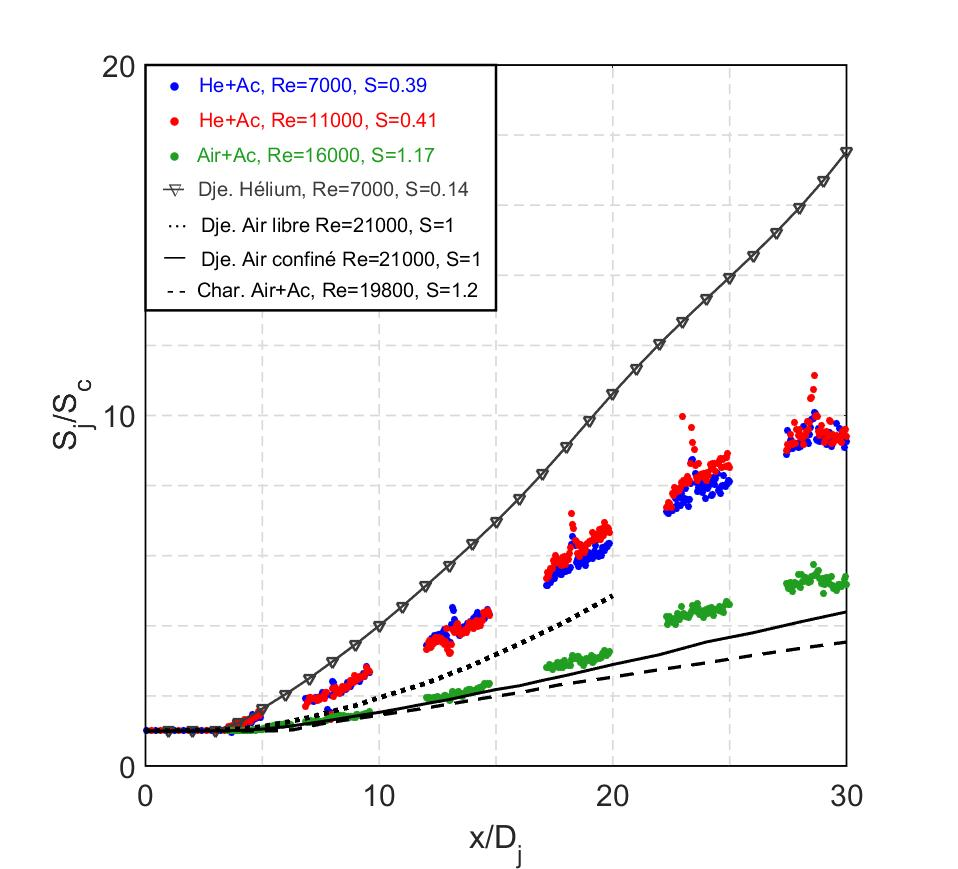 20
He+Ac, Re=7000, S=0.39
He+Ac, Re=11000, S=0.41
Air+Ac, Re=16000, S=1.17
Dje. Hélium, Re=7000, S=0.14
Dje. Air libre Re=21000, S=1
Dje. Air confiné Re=21000, S=1
Char. Air+Ac, Re=19800, S=1.2
S_j/S_c
10
0
0 10 20 30
x/D_j